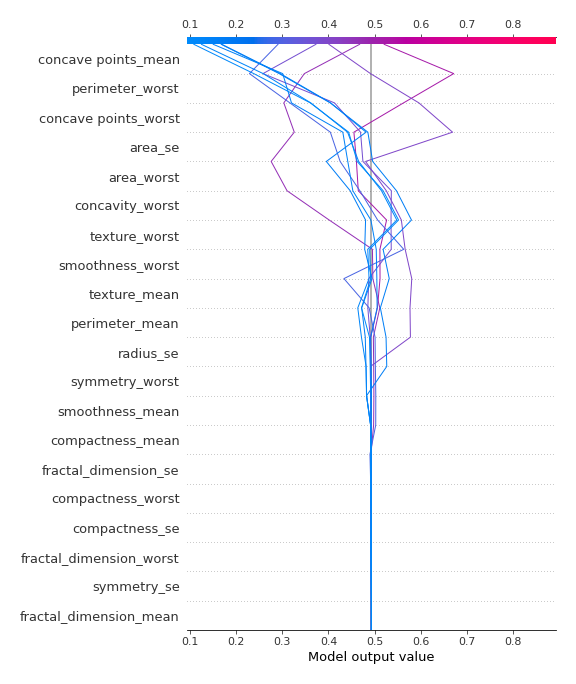 0.1 0.2 0.3 0.4 0.5 0.6 0.7 0.8
concave points_mean
perimeter_worst
concave points_worst
area_se
area_worst
concavity_worst
texture_worst
smoothness_worst
texture_mean
perimeter_mean
radius_se
symmetry_worst
smoothness_mean
compactness_mean
fractal_dimension_se
compactness_worst
compactness_se
fractal_dimension_worst
symmetry_se
fractal_dimension_mean
0.1 0.2 0.3 0.4 0.5 0.6 0.7 0.8
Model output value